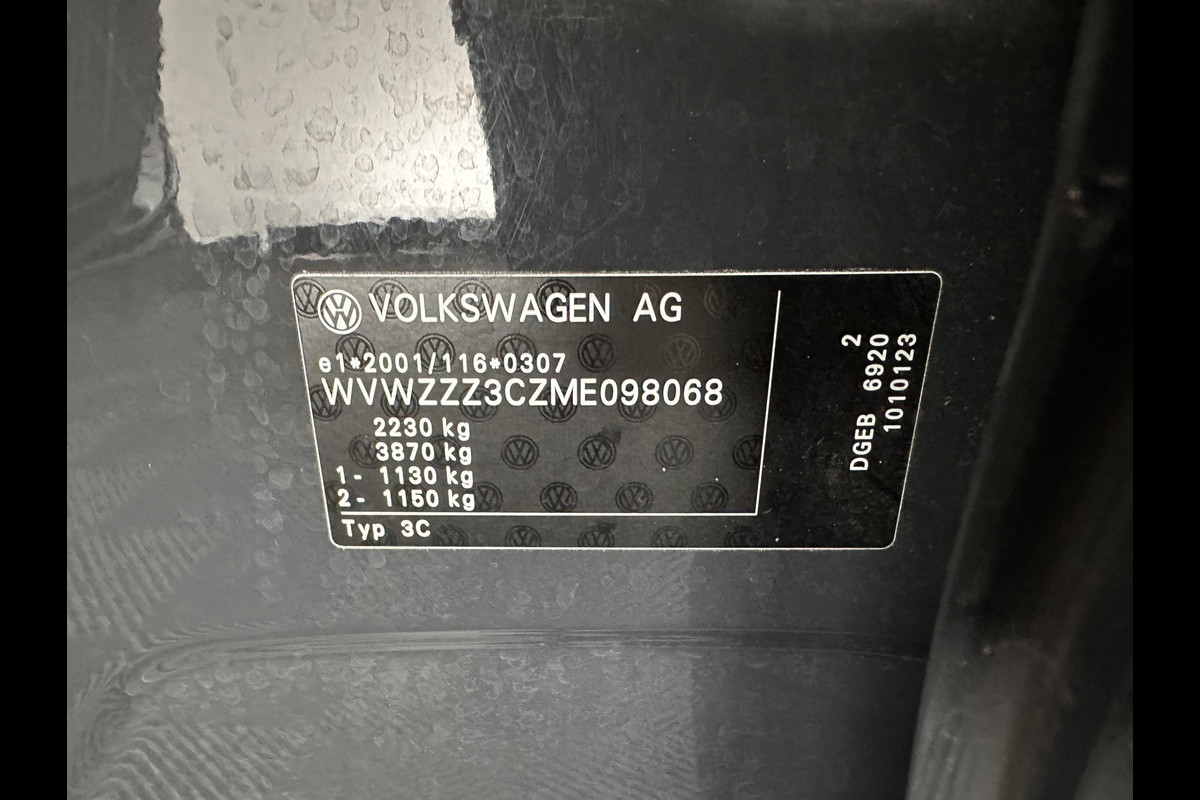 VOLKSWAGEN AG
e1*2001/116*0307
WVWZZZ3CZME098068
2230 kg
3870 kg
1- 1130 kg
2- 1150 kg
Typ 3C
2
DGEB 6920
1010123